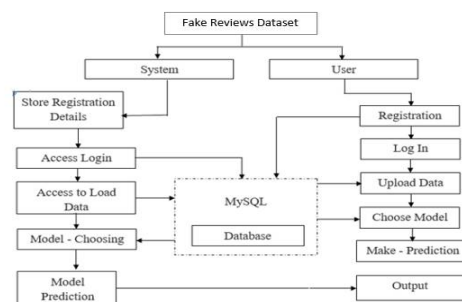 Fake Reviews Dataset
System
User
Store Registration
Details
Registration
Access Login
Log In
Access to Load
Data
MySQL
Upload Data
Database
Choose Model
Model - Choosing
Make - Prediction
Model
Prediction
Output